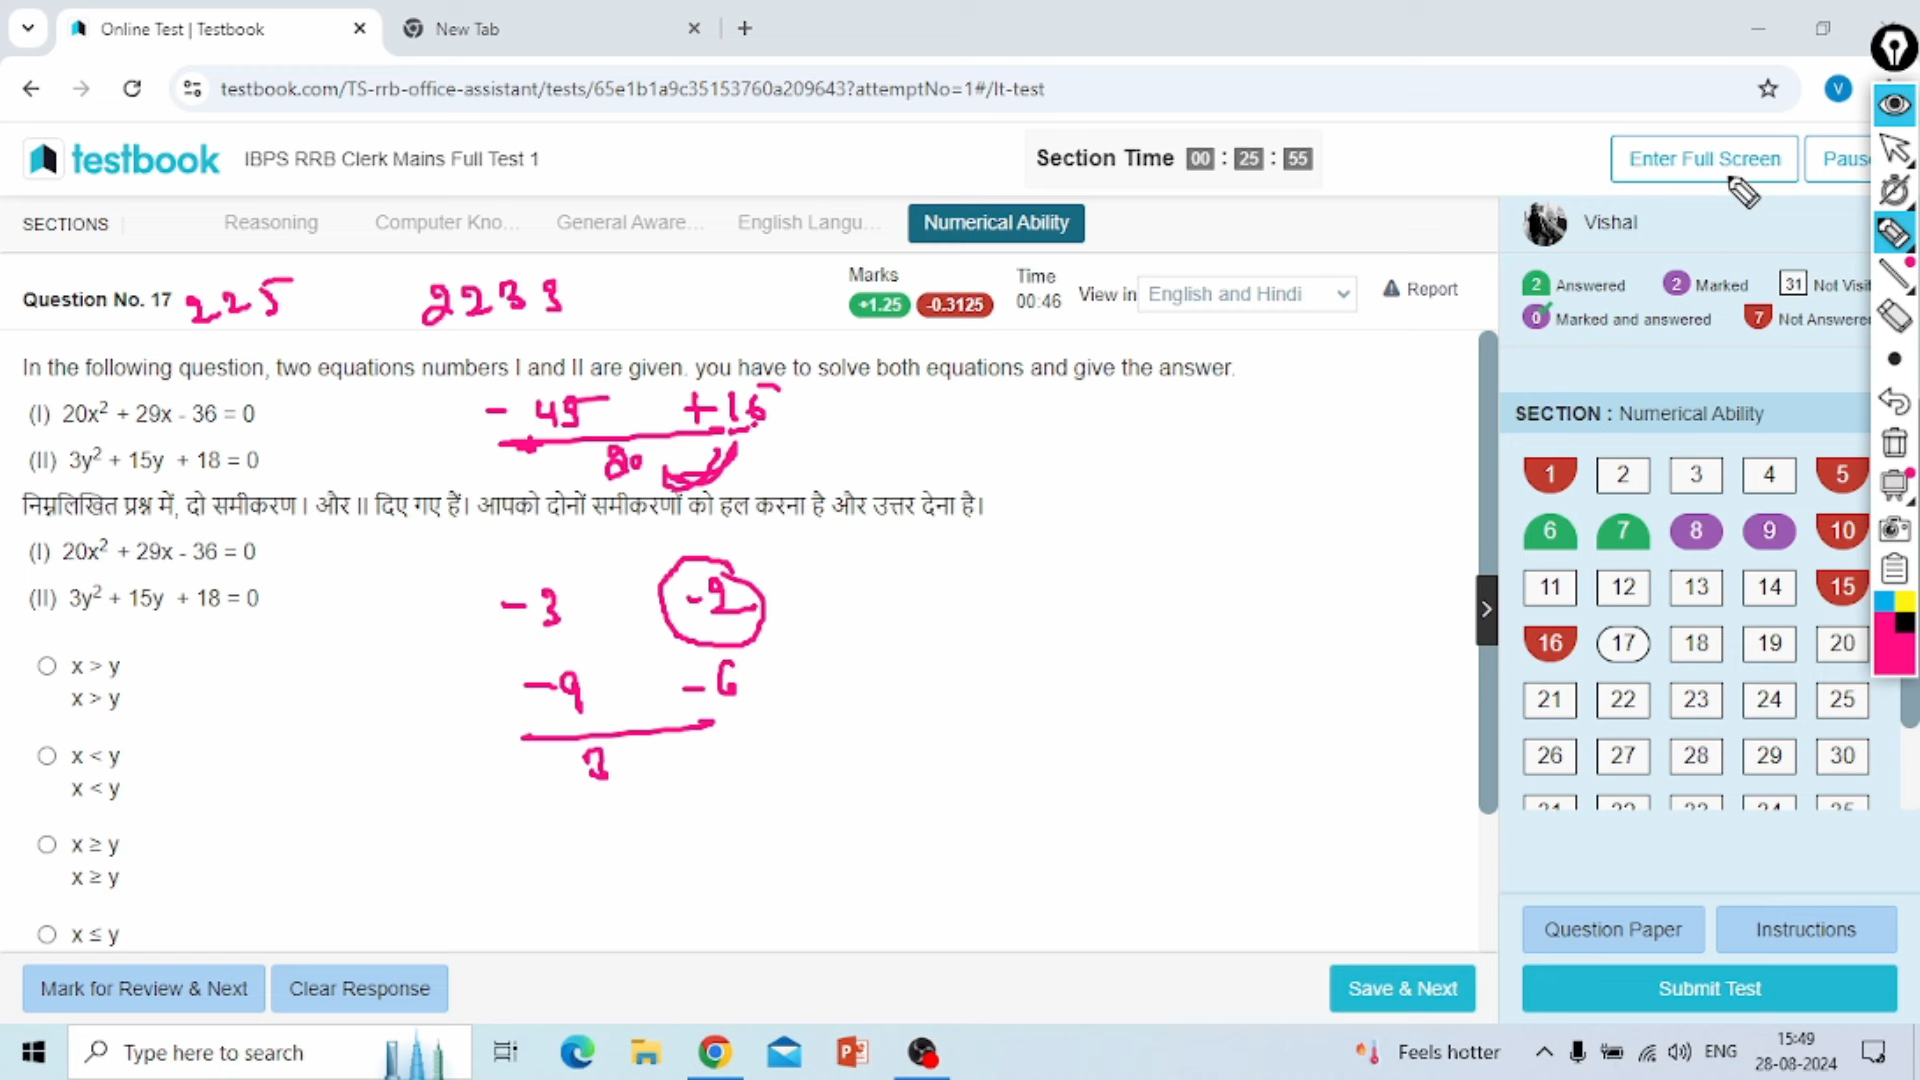 Online Test | Testbook
New Tab
testbook.com/TS-rrb-office-assistant/tests/65e1b1a9c35153760a209643?attemptNo=1#/lt-test
V
testbook
IBPS RRB Clerk Mains Full Test 1
Section Time 00 : 25 : 55
Enter Full Screen
Paus
SECTIONS
Reasoning
Computer Kno...
General Aware...
English Langu...
Numerical Ability
Vishal
Question No. 17
225
2233
Marks
+1.25 -0.3125
Time
00:46
View in
English and Hindi
Report
2 Answered
2 Marked
31 Not Visit
0 Marked and answered
7 Not Answere
In the following question, two equations numbers I and II are given. you have to solve both equations and give the answer.
(I) 20x² + 29x - 36 = 0
(II) 3y² + 15y + 18 = 0
- 45 +16
निम्नलिखित प्रश्न में, दो समीकरण I और II दिए गए हैं। आपको दोनों समीकरणों को हल करना है और उत्तर देना है।
(I) 20x² + 29x - 36 = 0
(II) 3y² + 15y + 18 = 0
-3 -2
-9 -6
3
x > y
x > y
x < y
x < y
x ≥ y
x ≥ y
x ≤ y
SECTION : Numerical Ability
1 2 3 4 5
6 7 8 9 10
11 12 13 14 15
16 17 18 19 20
21 22 23 24 25
26 27 28 29 30
Question Paper
Instructions
Mark for Review & Next
Clear Response
Save & Next
Submit Test
Type here to search
Feels hotter
ENG
15:49
28-08-2024